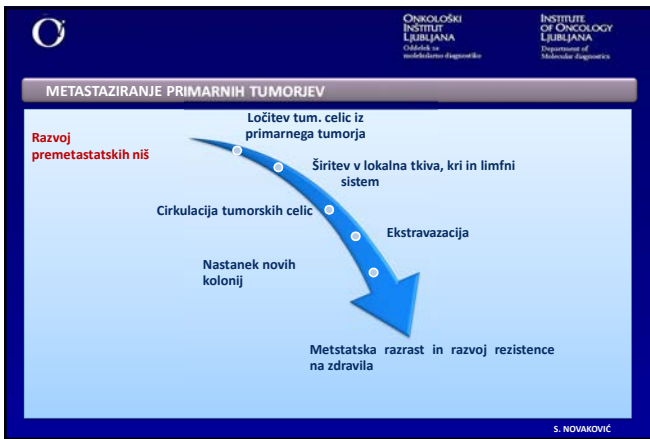 ONKOLOŠKI
INŠTITUT
LJUBLJANA
Oddelek za
molekularno diagnostiko
INSTITUTE
OF ONCOLOGY
LJUBLJANA
Department of
Molecular diagnostics
METASTAZIRANJE PRIMARNIH TUMORJEV
Razvoj
premetastatskih niš
Ločitev tum. celic iz
primarnega tumorja
Širitev v lokalna tkiva, kri in limfni
sistem
Cirkulacija tumorskih celic
Ekstravazacija
Nastanek novih
kolonij
Metstatska razrast in razvoj rezistence
na zdravila
S. NOVAKOVIĆ